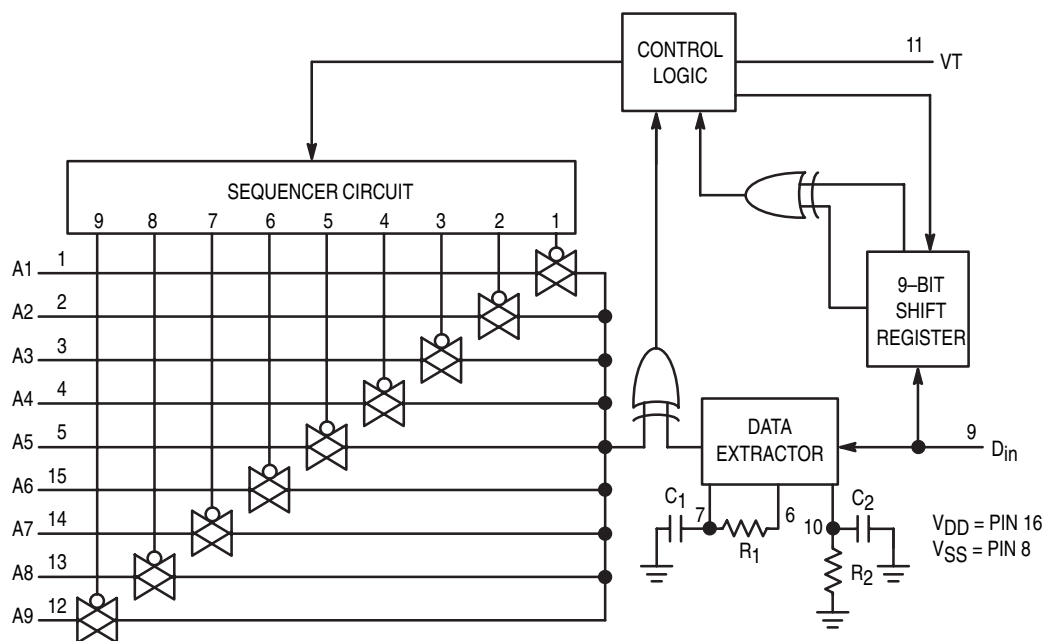 CONTROL
LOGIC
11
VT
SEQUENCER CIRCUIT
9 8 7 6 5 4 3 2 1
A1 1
A2 2
A3 3
A4 4
A5 5
A6 15
A7 14
A8 13
A9 12
9–BIT
SHIFT
REGISTER
DATA
EXTRACTOR
9
Din
C1
7
R1
6
10
C2
R2
VDD = PIN 16
VSS = PIN 8